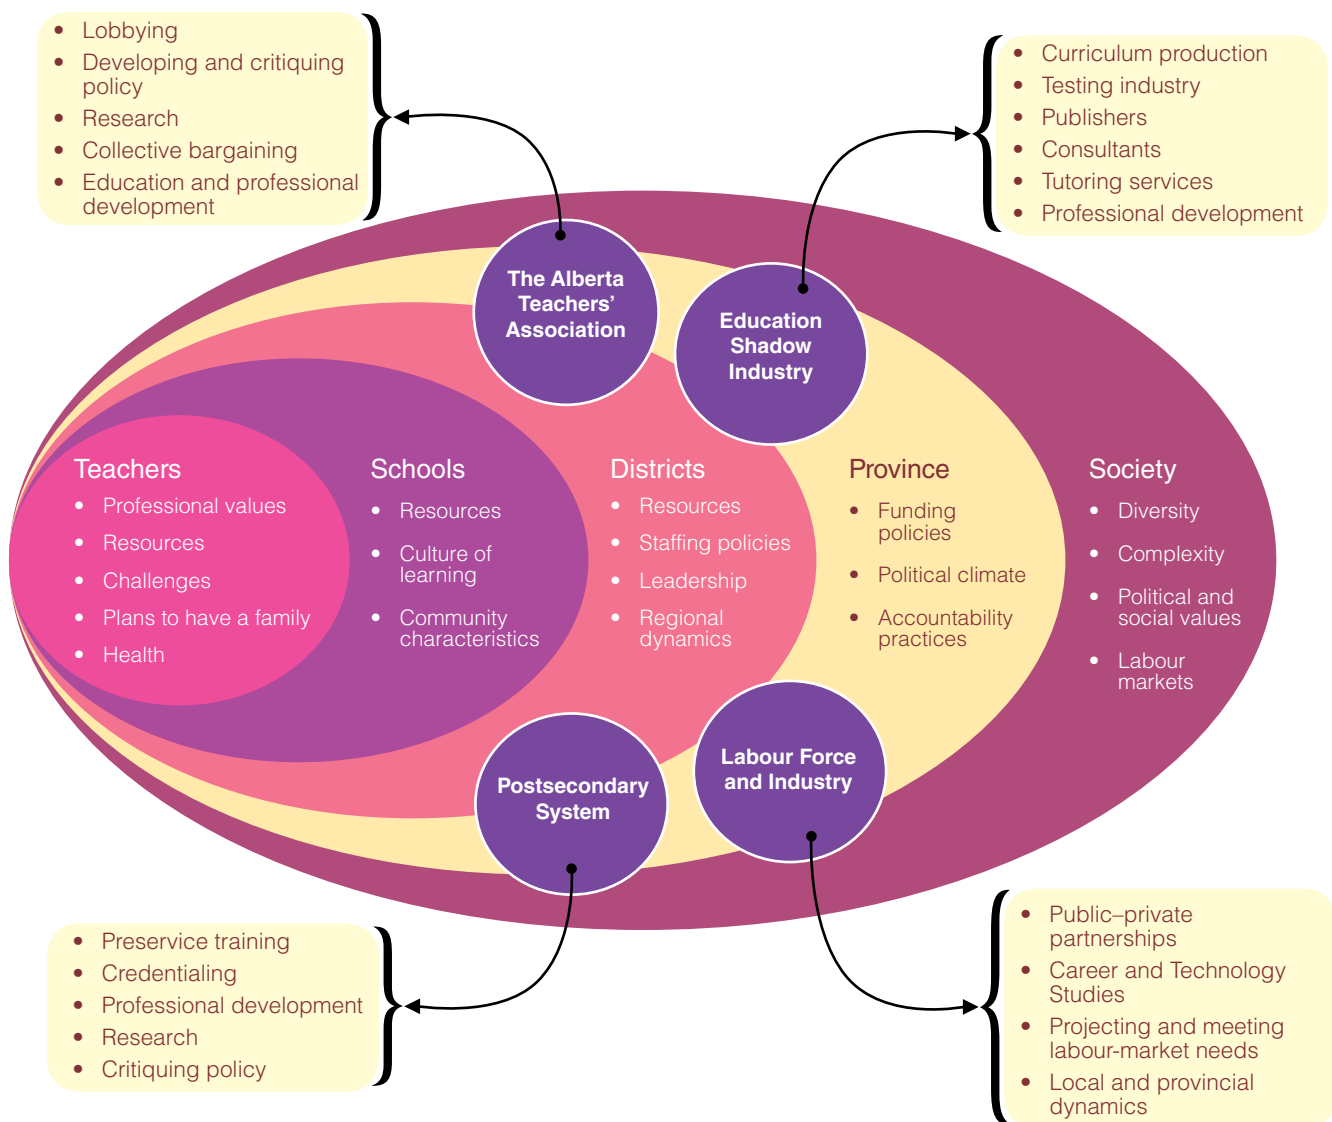 • Lobbying
• Developing and critiquing
policy
• Research
• Collective bargaining
• Education and professional
development
• Curriculum production
• Testing industry
• Publishers
• Consultants
• Tutoring services
• Professional development
The Alberta
Teachers’
Association
Education
Shadow
Industry
Teachers
• Professional values
• Resources
• Challenges
• Plans to have a family
• Health
Schools
• Resources
• Culture of
learning
• Community
characteristics
Districts
• Resources
• Staffing policies
• Leadership
• Regional
dynamics
Province
• Funding
policies
• Political climate
• Accountability
practices
Society
• Diversity
• Complexity
• Political and
social values
• Labour
markets
Postsecondary
System
Labour Force
and Industry
• Preservice training
• Credentialing
• Professional development
• Research
• Critiquing policy
• Public–private
partnerships
• Career and Technology
Studies
• Projecting and meeting
labour-market needs
• Local and provincial
dynamics